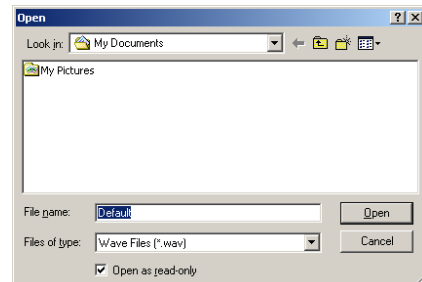 Open
Look in: My Documents
My Pictures
File name: Default Open
Files of type: Wave Files (*.wav) Cancel
Open as read-only